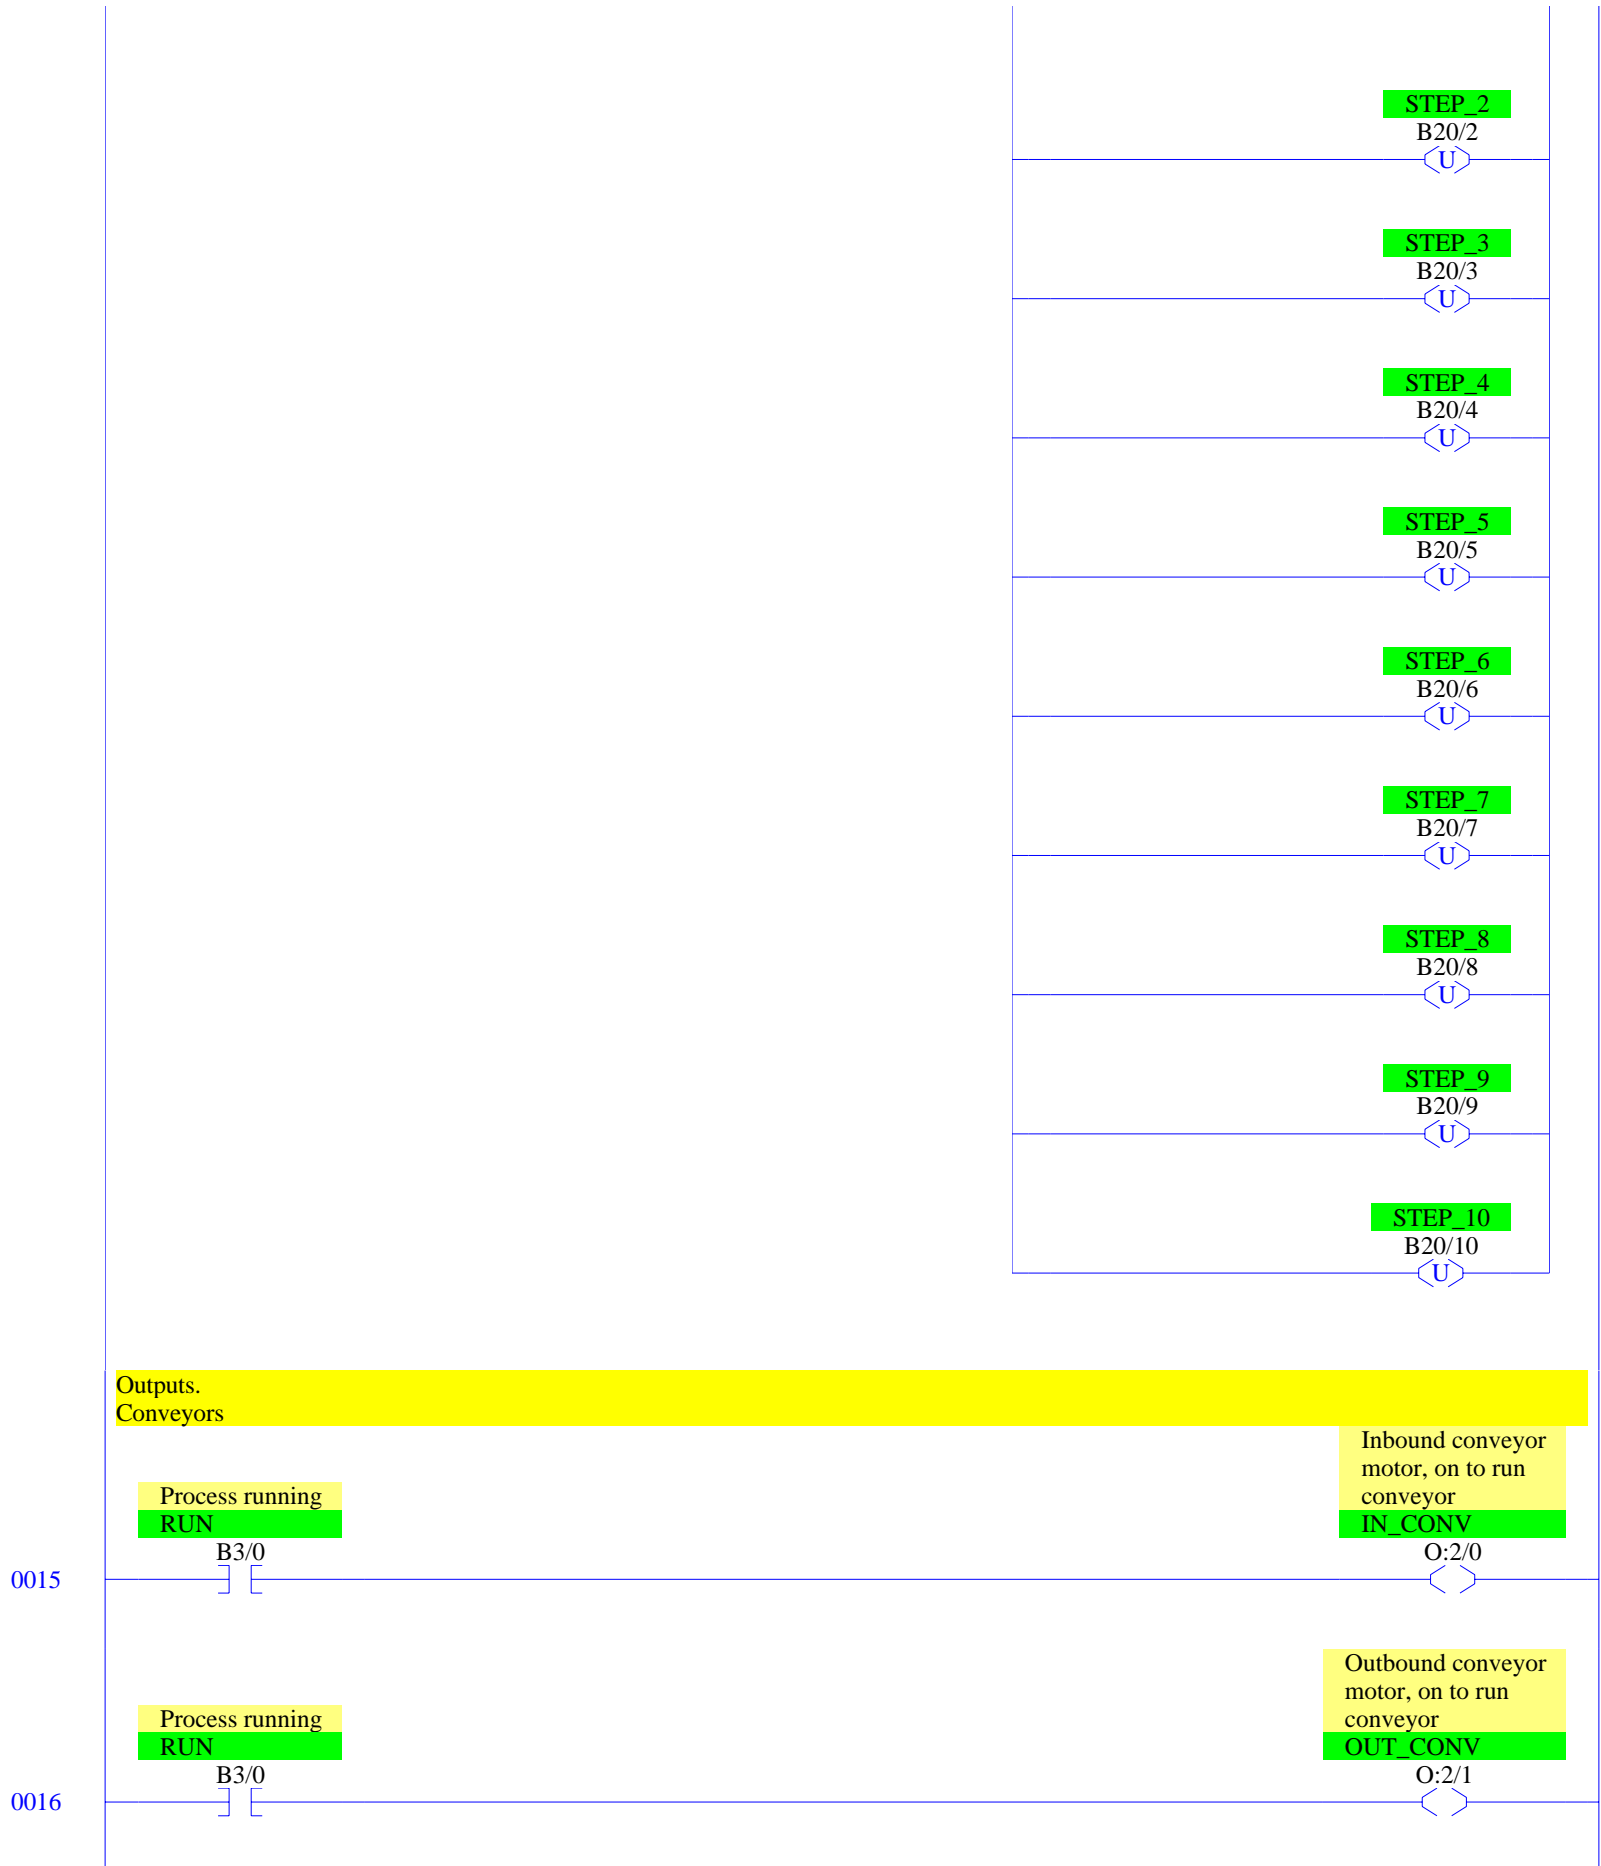 STEP_2
B20/2
U
STEP_3
B20/3
U
STEP_4
B20/4
U
STEP_5
B20/5
U
STEP_6
B20/6
U
STEP_7
B20/7
U
STEP_8
B20/8
U
STEP_9
B20/9
U
STEP_10
B20/10
U
Outputs.
Conveyors
Inbound conveyor
motor, on to run
conveyor
IN_CONV
O:2/0
Process running
RUN
B3/0
0015
Outbound conveyor
motor, on to run
conveyor
OUT_CONV
O:2/1
Process running
RUN
B3/0
0016